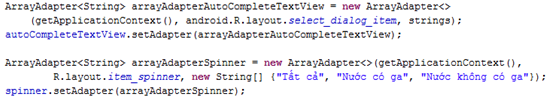 ArrayAdapter<String> arrayAdapterAutoCompleteTextView = new ArrayAdapter<>
(getApplicationContext(), android.R.layout.select_dialog_item, strings);
autoCompleteTextView.setAdapter(arrayAdapterAutoCompleteTextView);
ArrayAdapter<String> arrayAdapterSpinner = new ArrayAdapter<>(getApplicationContext(),
R.layout.item_spinner, new String[] {"Tất cả", "Nước có ga", "Nước không có ga"});
spinner.setAdapter(arrayAdapterSpinner);